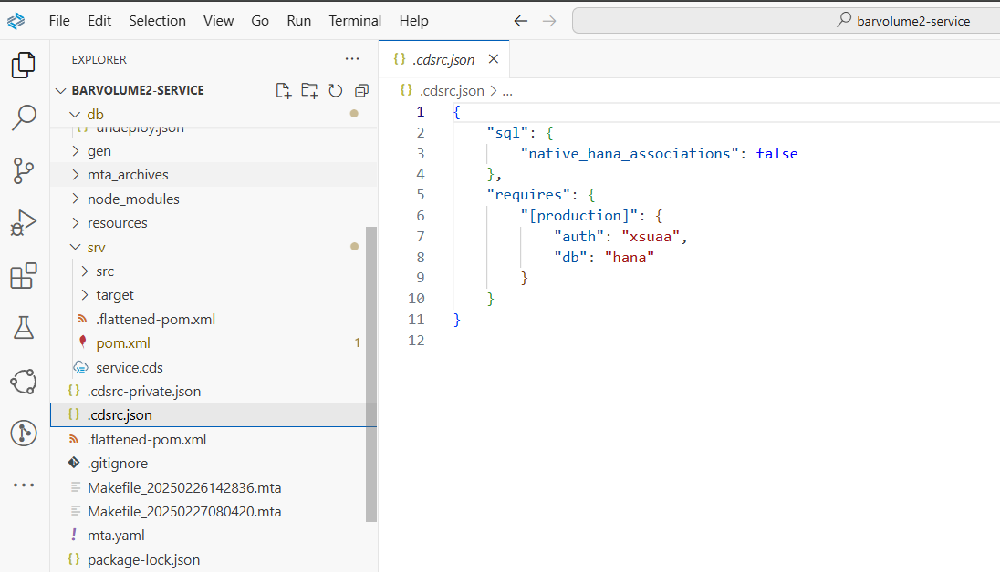 File Edit Selection View Go Run Terminal Help
barvolume2-service
EXPLORER
BARVOLUME2-SERVICE
db
undeploy.json
gen
mta_archives
node_modules
resources
srv
src
target
.flattened-pom.xml
pom.xml 1
service.cds
.cdsrc-private.json
.cdsrc.json
.flattened-pom.xml
.gitignore
Makefile_20250226142836.mta
Makefile_20250227080420.mta
mta.yaml
package-lock.json
.cdsrc.json
.cdsrc.json > ...
1 {
2     "sql": {
3         "native_hana_associations": false
4     },
5     "requires": {
6         "[production]": {
7             "auth": "xsuaa",
8             "db": "hana"
9         }
10     }
11 }
12